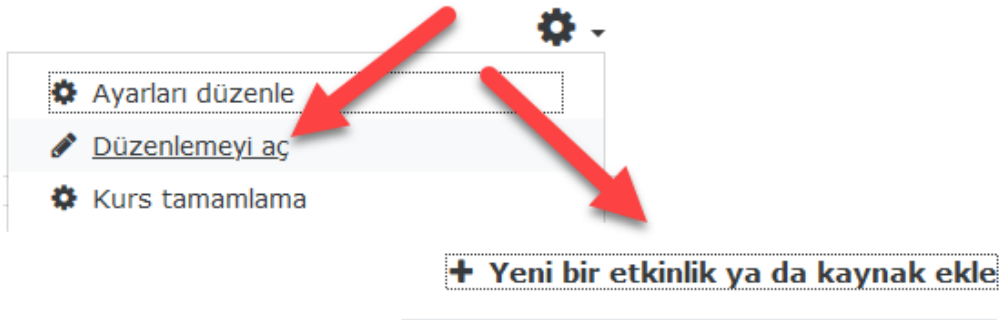 Ayarları düzenle
Düzenlemeyi aç
Kurs tamamlama
+ Yeni bir etkinlik ya da kaynak ekle